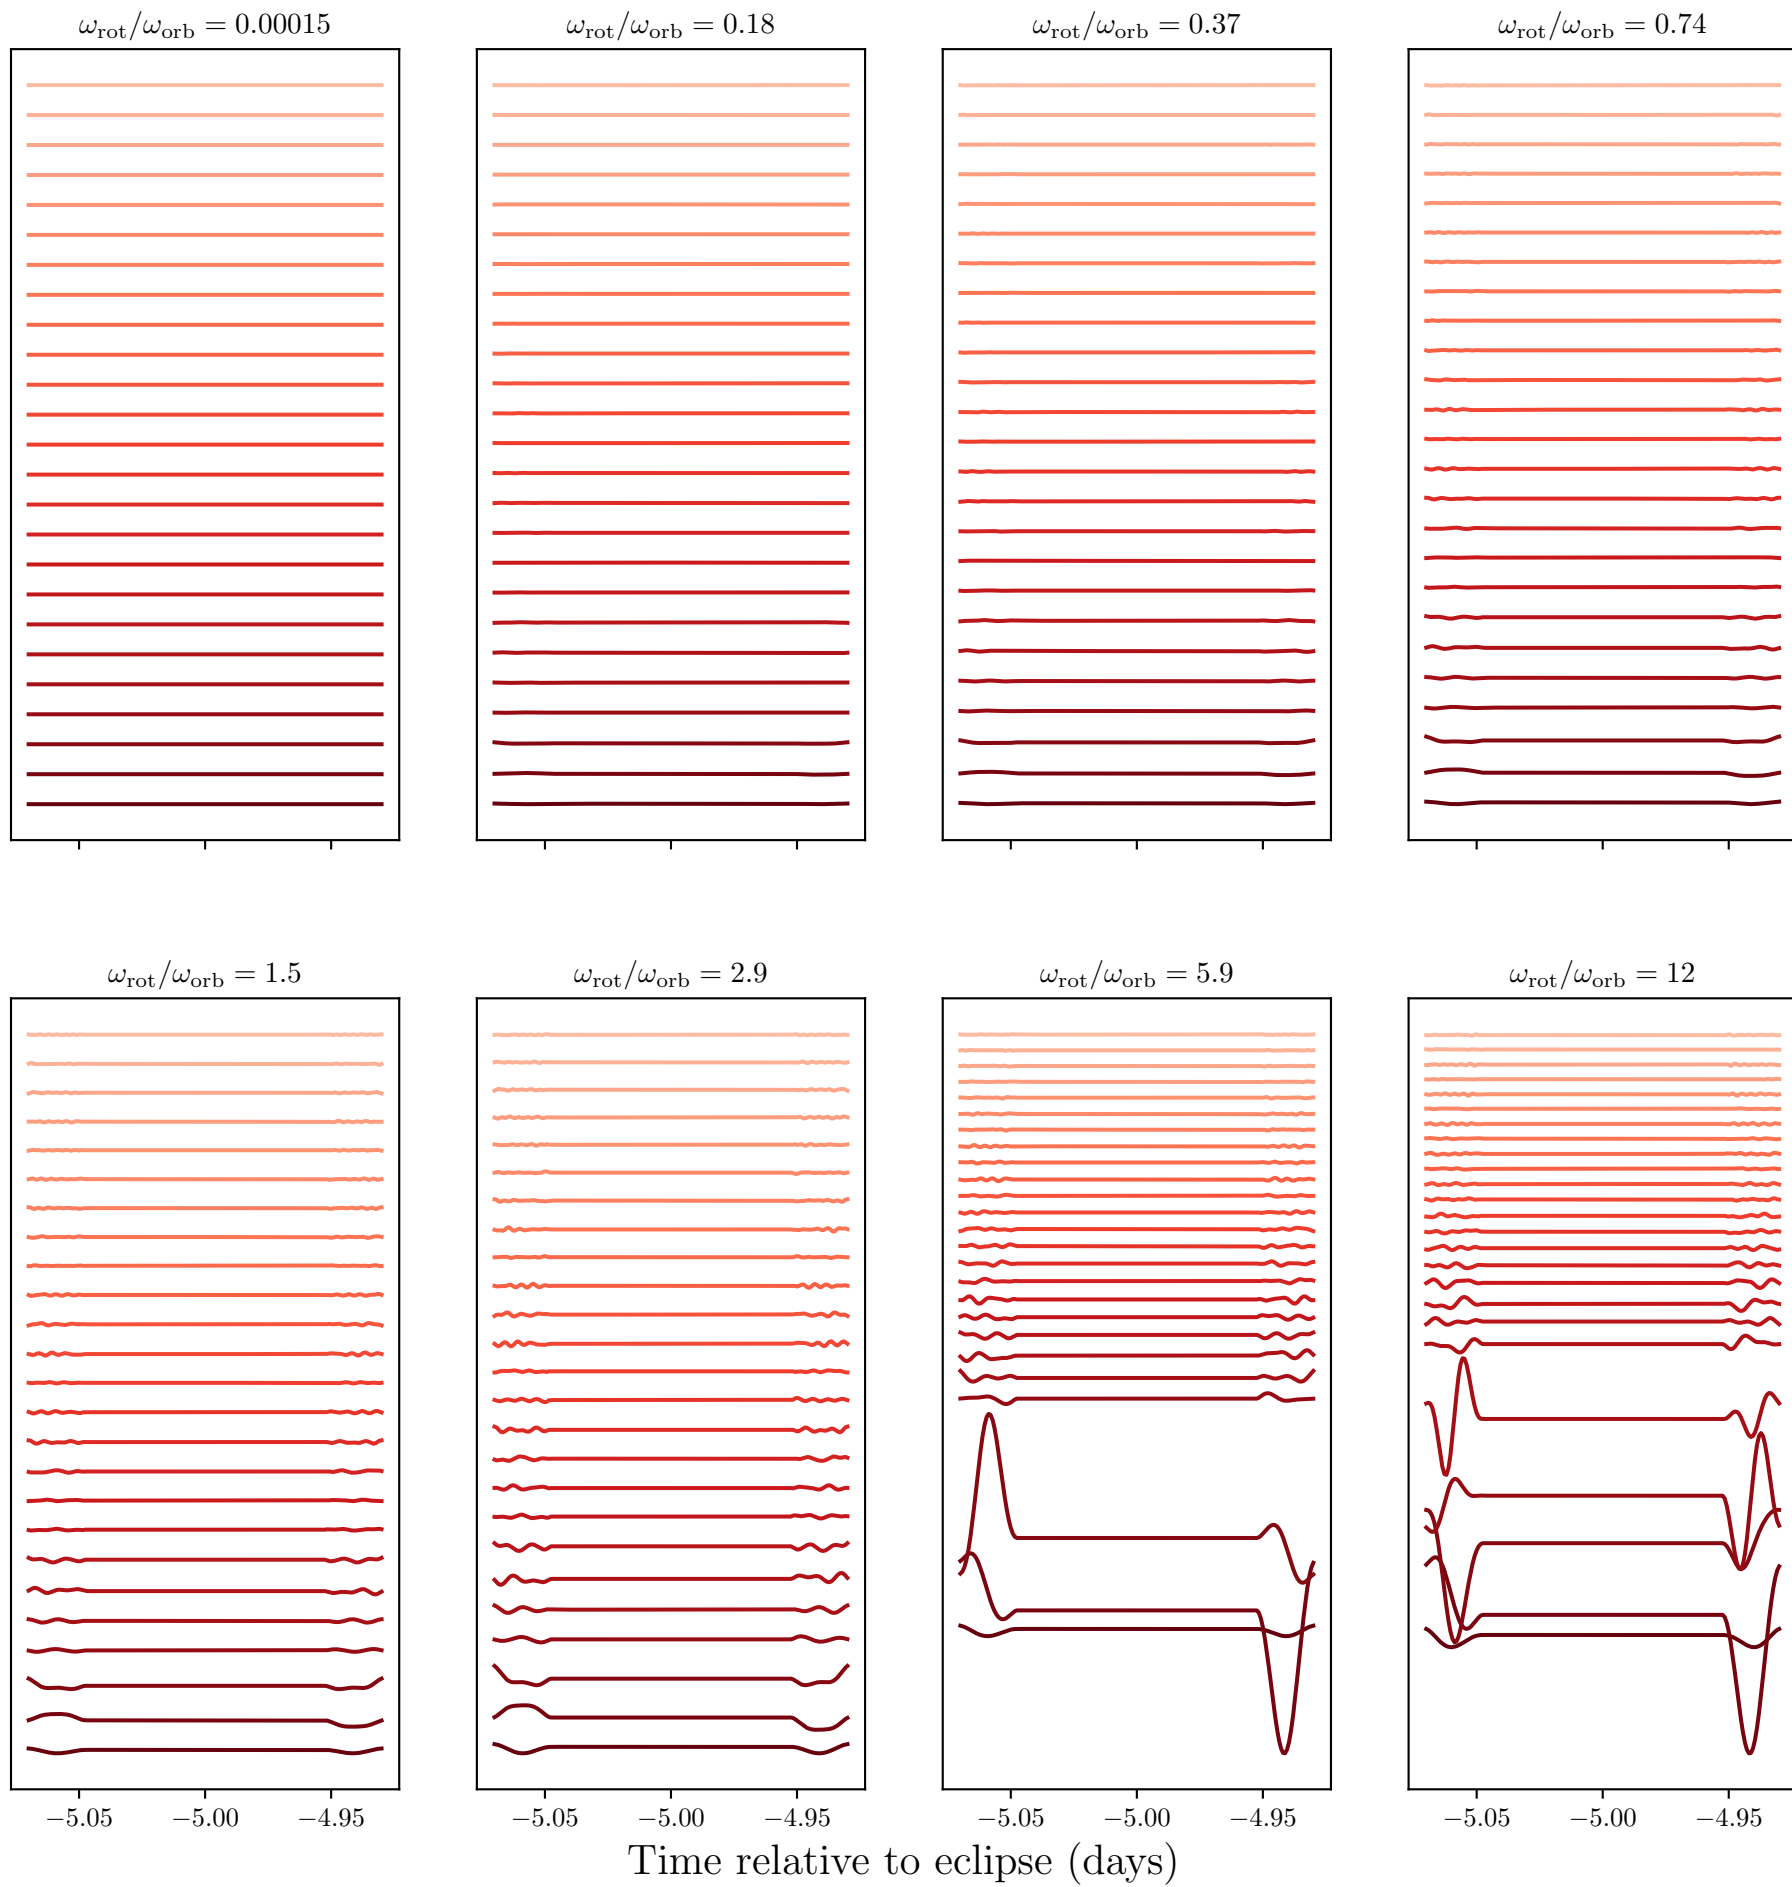 ω_rot/ω_orb = 0.00015
ω_rot/ω_orb = 0.18
ω_rot/ω_orb = 0.37
ω_rot/ω_orb = 0.74
ω_rot/ω_orb = 1.5
ω_rot/ω_orb = 2.9
ω_rot/ω_orb = 5.9
ω_rot/ω_orb = 12
−5.05 −5.00 −4.95
−5.05 −5.00 −4.95
−5.05 −5.00 −4.95
−5.05 −5.00 −4.95
Time relative to eclipse (days)